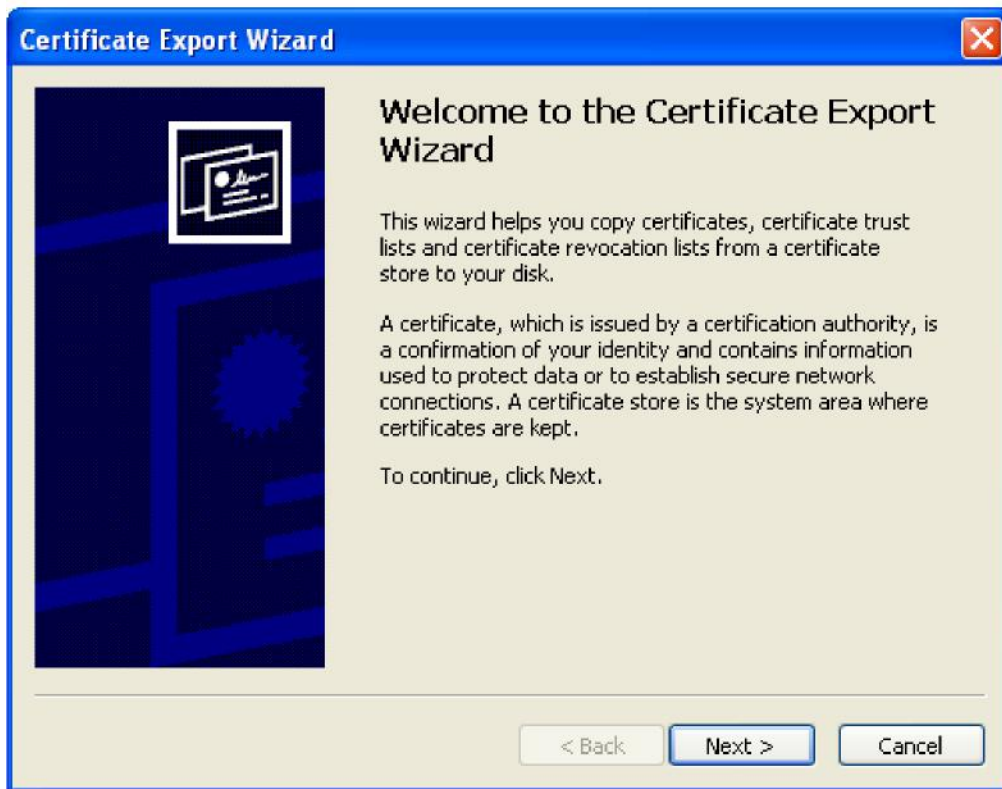 Certificate Export Wizard
Welcome to the Certificate Export
Wizard
This wizard helps you copy certificates, certificate trust
lists and certificate revocation lists from a certificate
store to your disk.
A certificate, which is issued by a certification authority, is
a confirmation of your identity and contains information
used to protect data or to establish secure network
connections. A certificate store is the system area where
certificates are kept.
To continue, click Next.
< Back
Next >
Cancel